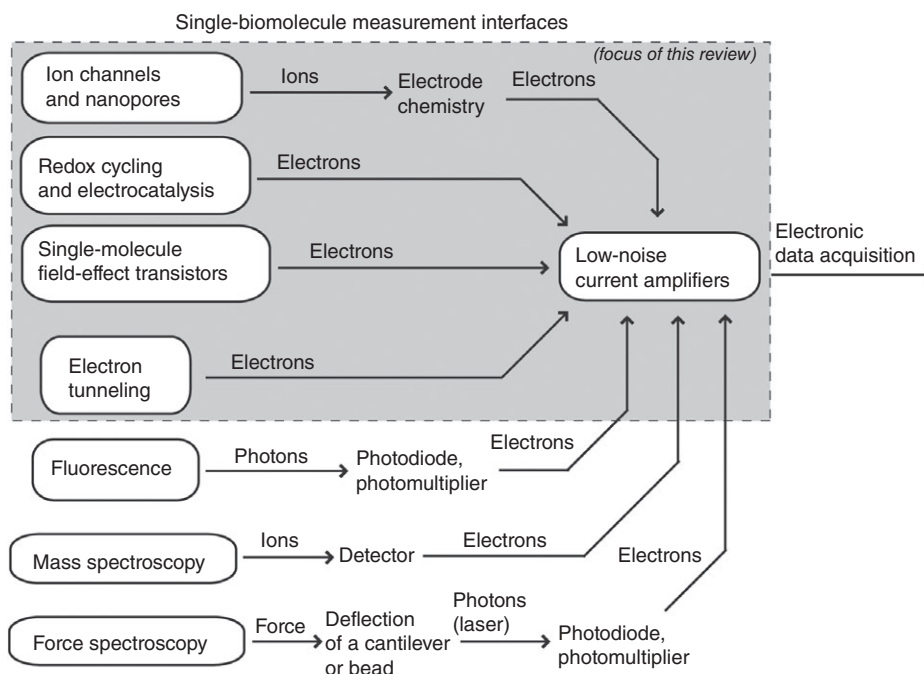 Single-biomolecule measurement interfaces
(focus of this review)
Ion channels
and nanopores
Ions
Electrode
chemistry
Electrons
Redox cycling
and electrocatalysis
Electrons
Single-molecule
field-effect transistors
Electrons
Low-noise
current amplifiers
Electronic
data acquisition
Electron
tunneling
Electrons
Fluorescence
Photons
Photodiode,
photomultiplier
Electrons
Mass spectroscopy
Ions
Detector
Electrons
Force spectroscopy
Force
Deflection
of a cantilever
or bead
Photons
(laser)
Photodiode,
photomultiplier
Electrons